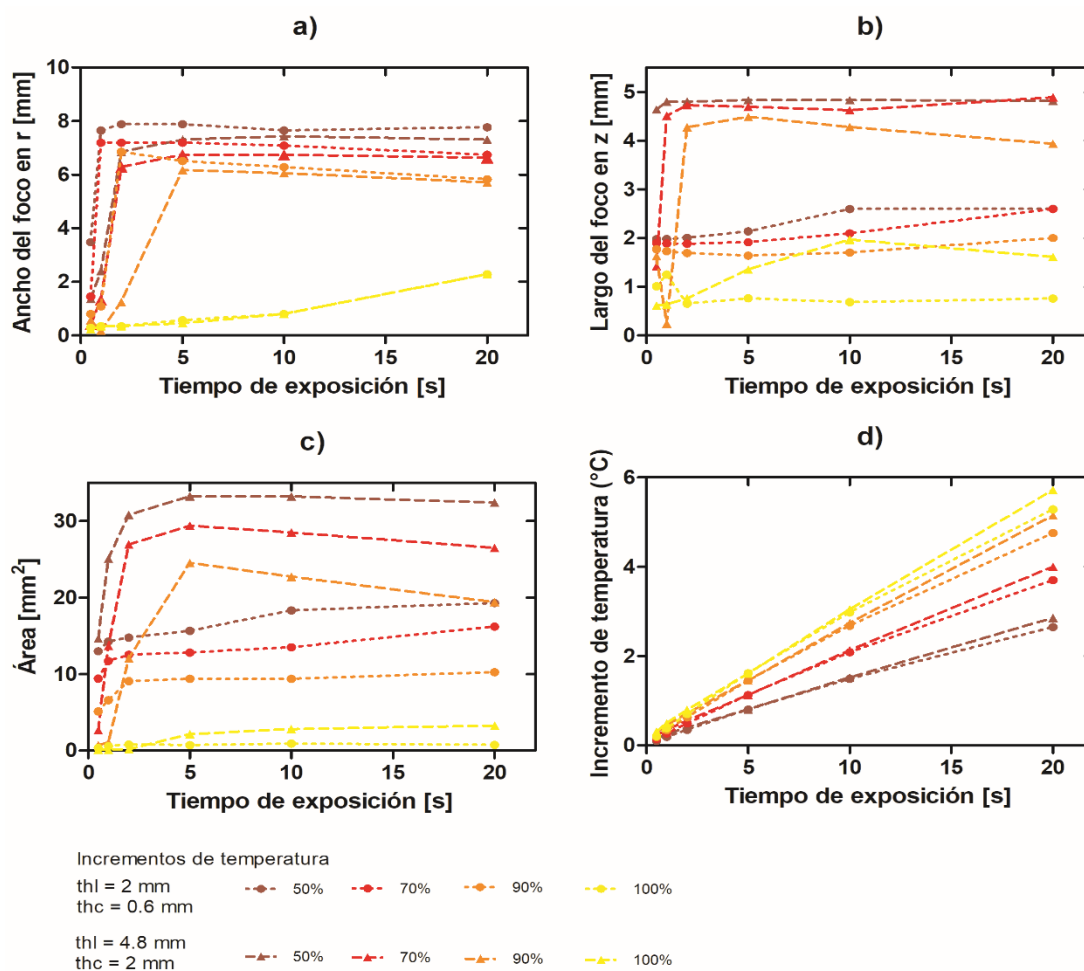 a)
10
8
6
4
2
0
Ancho del foco en r [mm]
0
5
10
15
20
Tiempo de exposición [s]
b)
5
4
3
2
1
0
Largo del foco en z [mm]
0
5
10
15
20
Tiempo de exposición [s]
c)
30
20
10
0
Área [mm²]
0
5
10
15
20
Tiempo de exposición [s]
d)
6
4
2
0
Incremento de temperatura (°C)
0
5
10
15
20
Tiempo de exposición [s]
Incrementos de temperatura
thl = 2 mm
thc = 0.6 mm
50%
70%
90%
100%
thl = 4.8 mm
thc = 2 mm
50%
70%
90%
100%